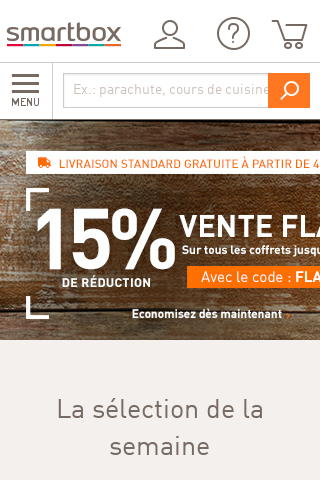 smartbox
MENU
Ex.: parachute, cours de cuisine
LIVRAISON STANDARD GRATUITE À PARTIR DE 4
15%
DE RÉDUCTION
VENTE FLA
Sur tous les coffrets jusqu
Avec le code : FLA
Economisez dès maintenant
La sélection de la
semaine